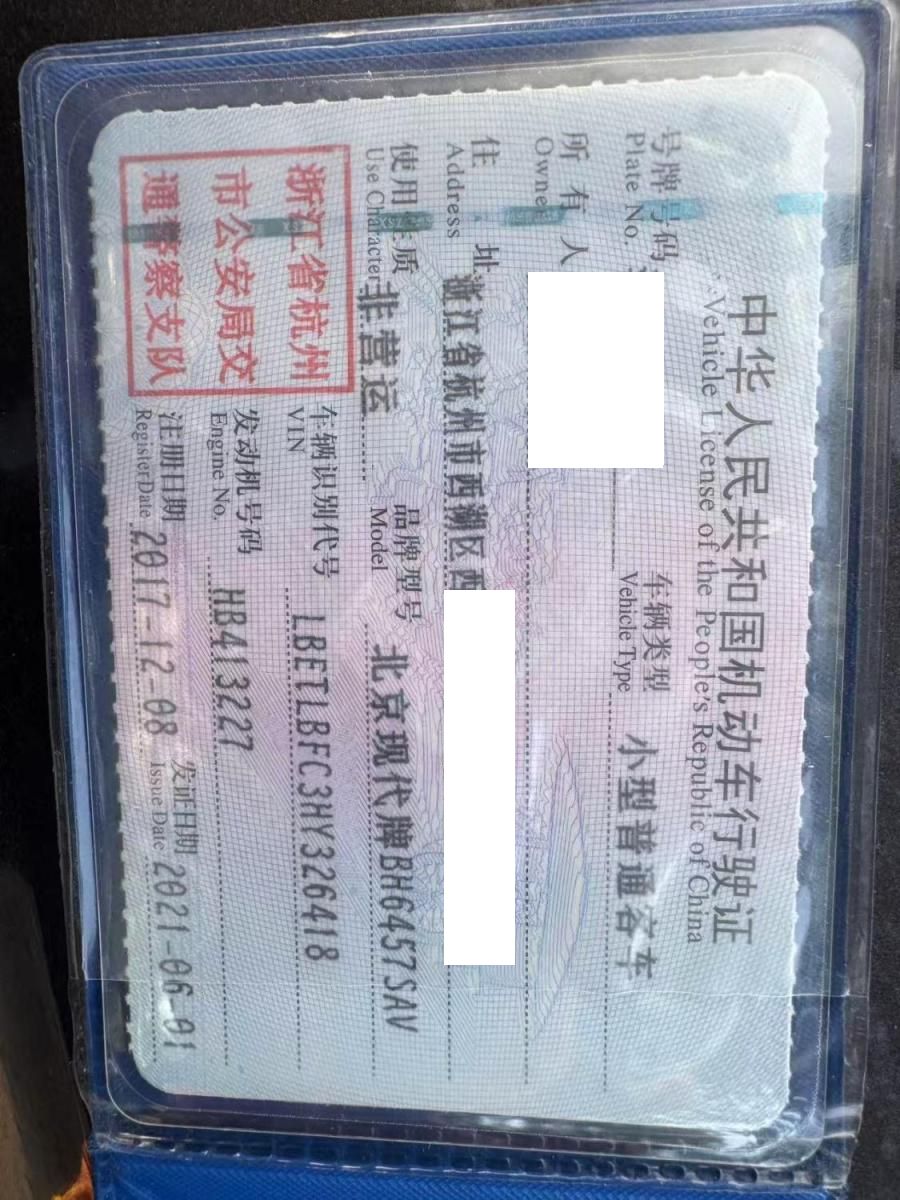 中华人民共和国机动车行驶证
Vehicle License of the People's Republic of China
号牌号码
Plate No.
车辆类型 小型普通客车
Vehicle Type
所有人
Owner
住址 浙江省杭州市西湖区西
Address
使用性质 非营运
Use Character
品牌型号 北京现代牌BH6457SAV
Model
浙江省杭州
市公安局交
通警察支队
车辆识别代号 LBETLBFC3HY326418
VIN
发动机号码 HB413227
Engine No.
注册日期 2017-12-08
Register Date
发证日期 2021-06-01
Issue Date